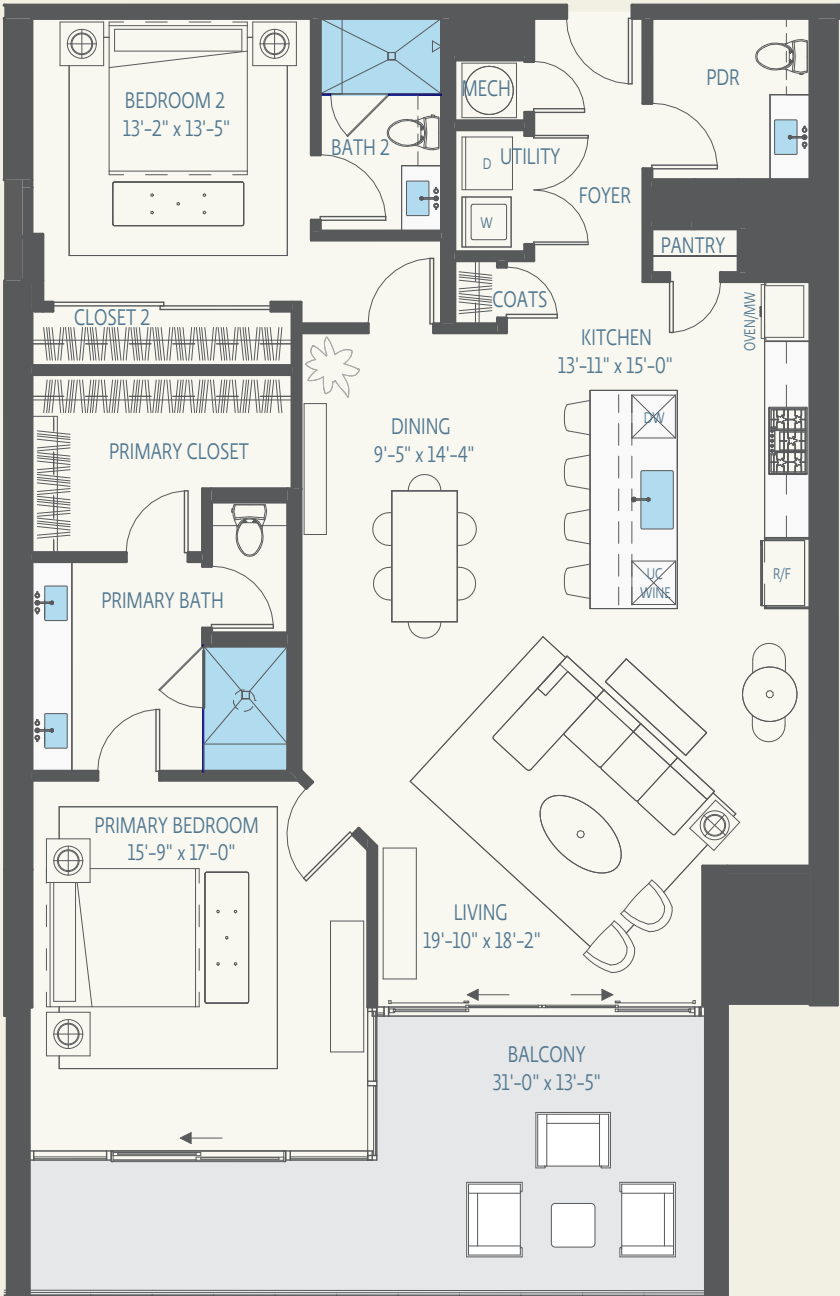 BEDROOM 2
13'-2" x 13'-5"
BATH 2
MECH
PDR
D
UTILITY
W
FOYER
PANTRY
COATS
CLOSET 2
OVEN/MW
KITCHEN
13'-11" x 15'-0"
DW
DINING
9'-5" x 14'-4"
PRIMARY CLOSET
R/F
UC
WINE
PRIMARY BATH
PRIMARY BEDROOM
15'-9" x 17'-0"
LIVING
19'-10" x 18'-2"
BALCONY
31'-0" x 13'-5"